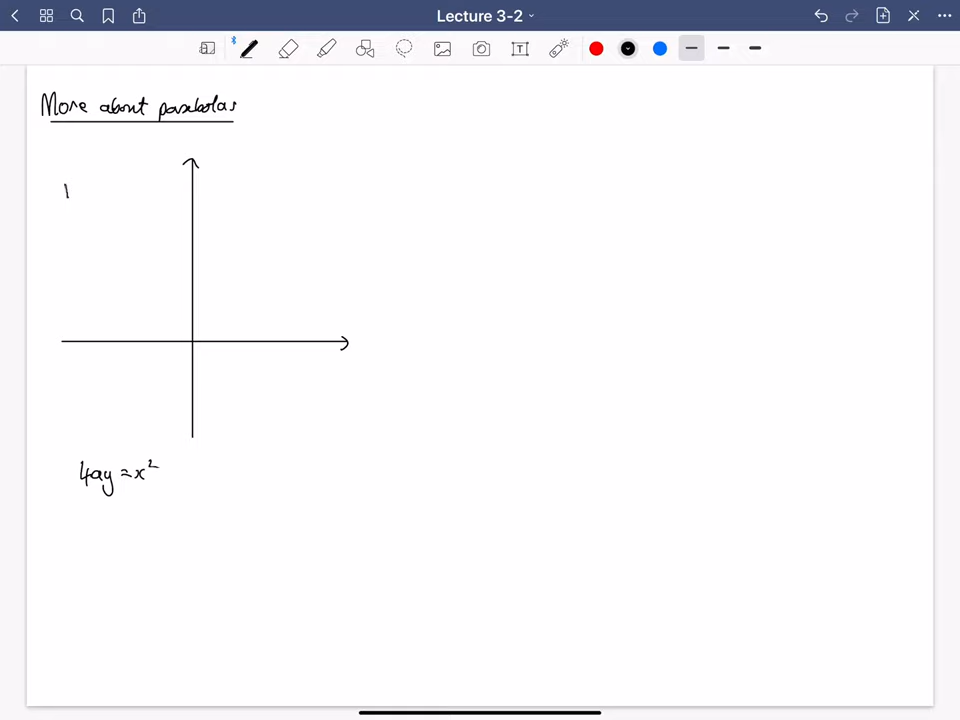 Lecture 3-2
More about parabolas
4ay = x²